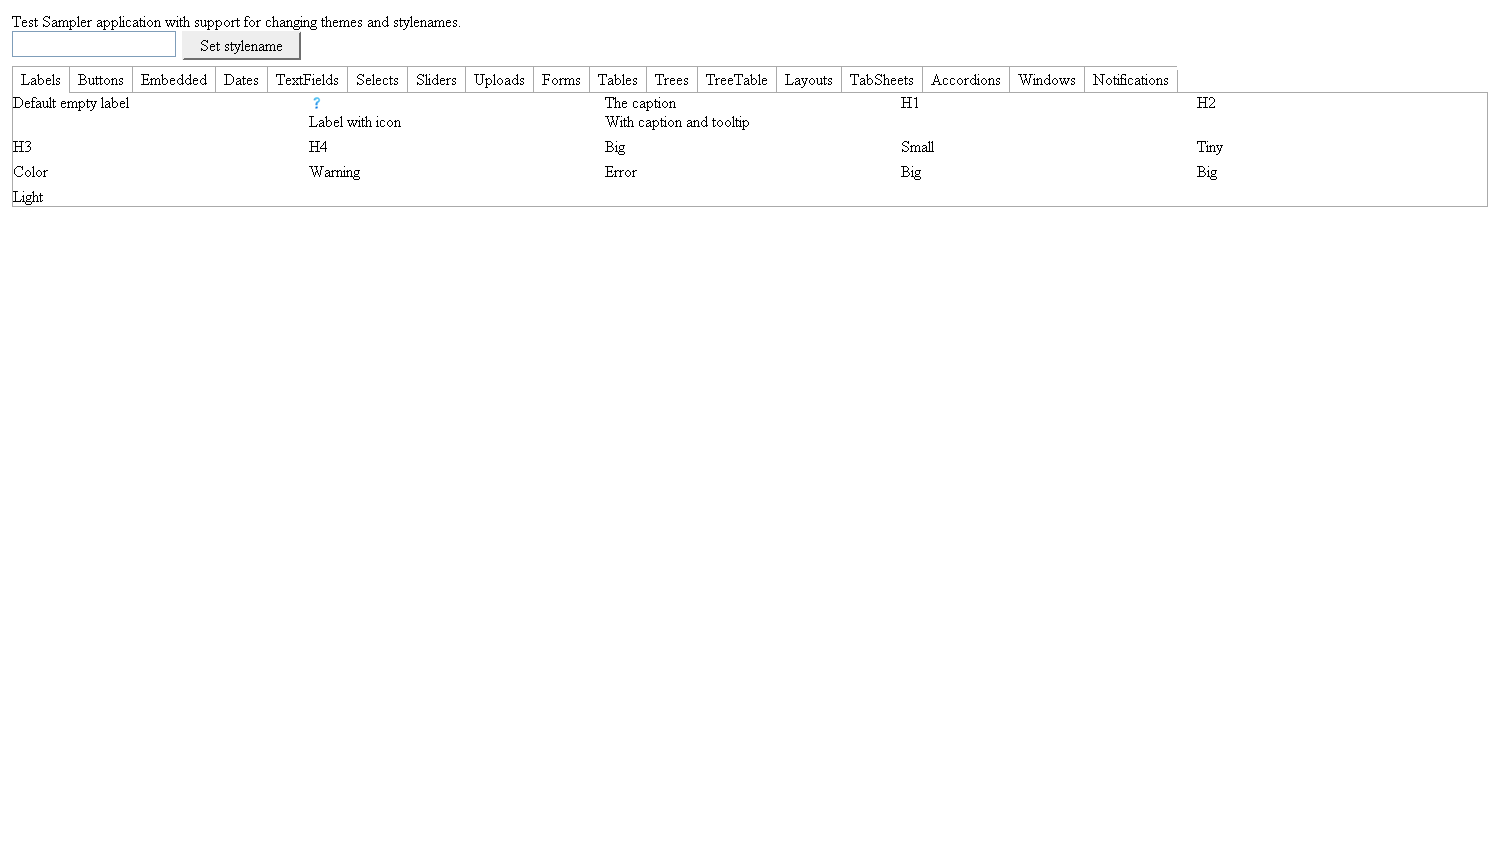 Test Sampler application with support for changing themes and stylenames.
Set stylename
Labels Buttons Embedded Dates TextFields Selects Sliders Uploads Forms Tables Trees TreeTable Layouts TabSheets Accordions Windows Notifications
Default empty label ? The caption H1 H2
Label with icon With caption and tooltip
H3 H4 Big Small Tiny
Color Warning Error Big Big
Light